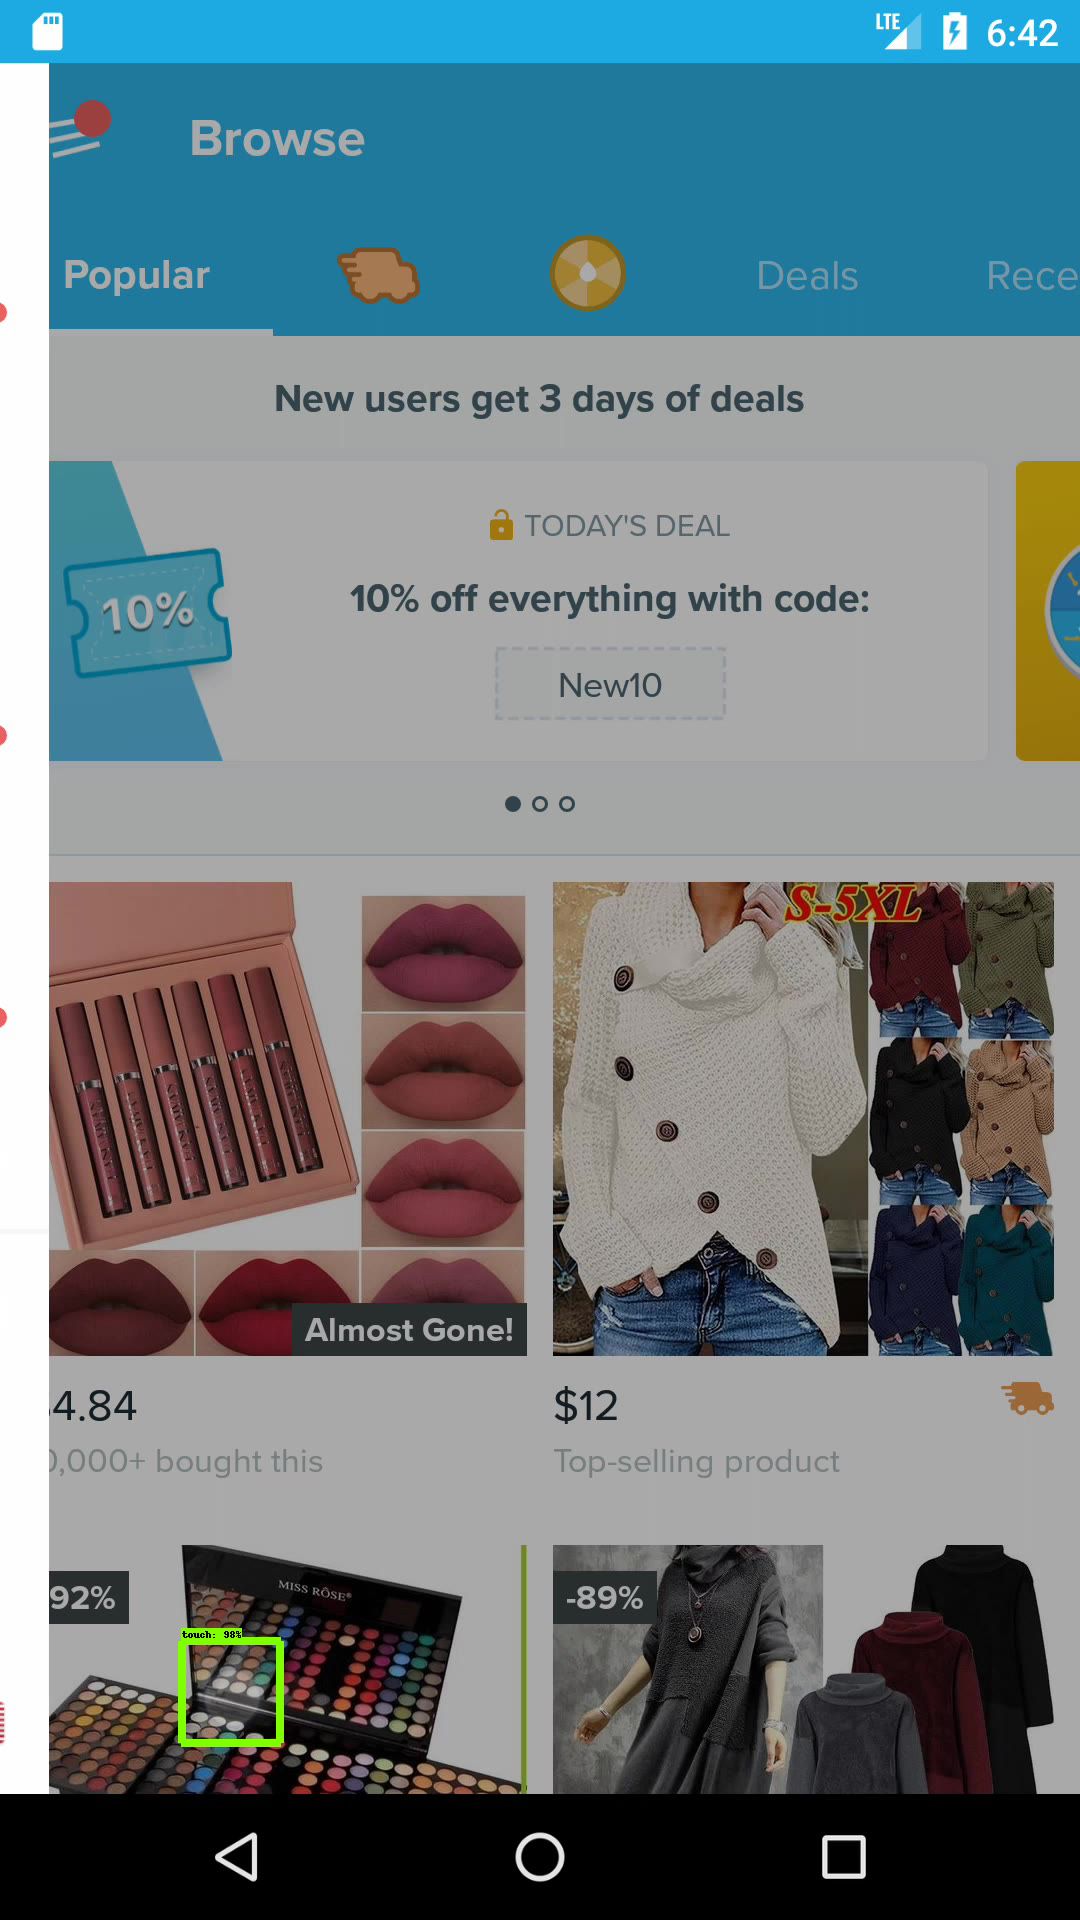 LTE 6:42
Browse
Popular Deals Rece
New users get 3 days of deals
TODAY'S DEAL
10% off everything with code:
10%
New10
S-5XL
Almost Gone!
4.84 $12
0,000+ bought this Top-selling product
92% -89%
MISS RÔSE®
touch: 98%